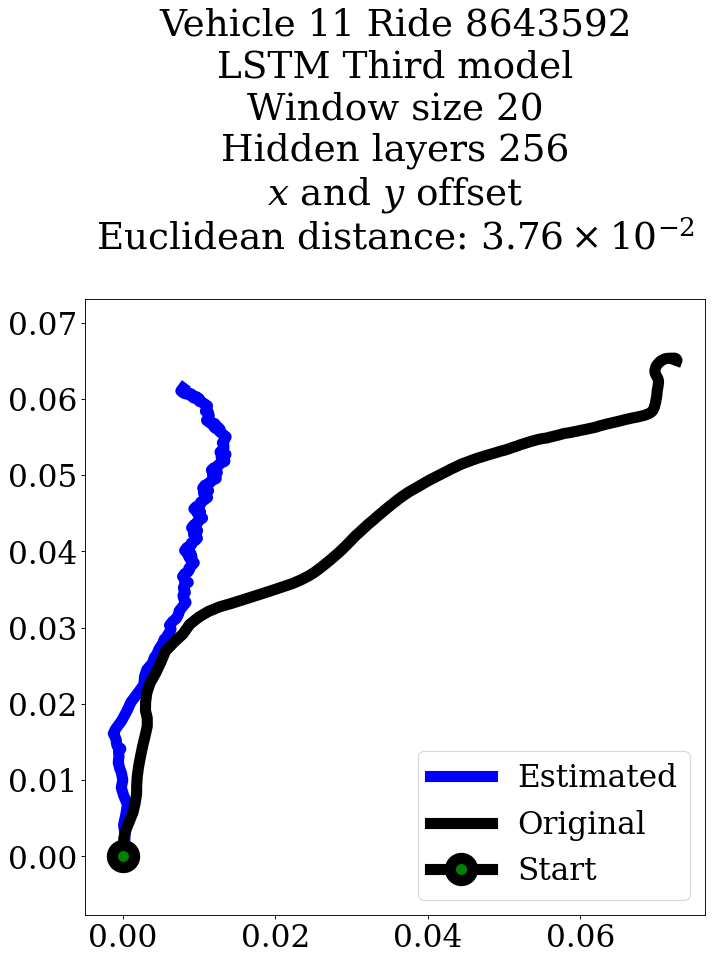 Vehicle 11 Ride 8643592
LSTM Third model
Window size 20
Hidden layers 256
x and y offset
Euclidean distance: 3.76 × 10⁻²
0.07
0.06
0.05
0.04
0.03
0.02
0.01
0.00
Estimated
Original
Start
0.00 0.02 0.04 0.06